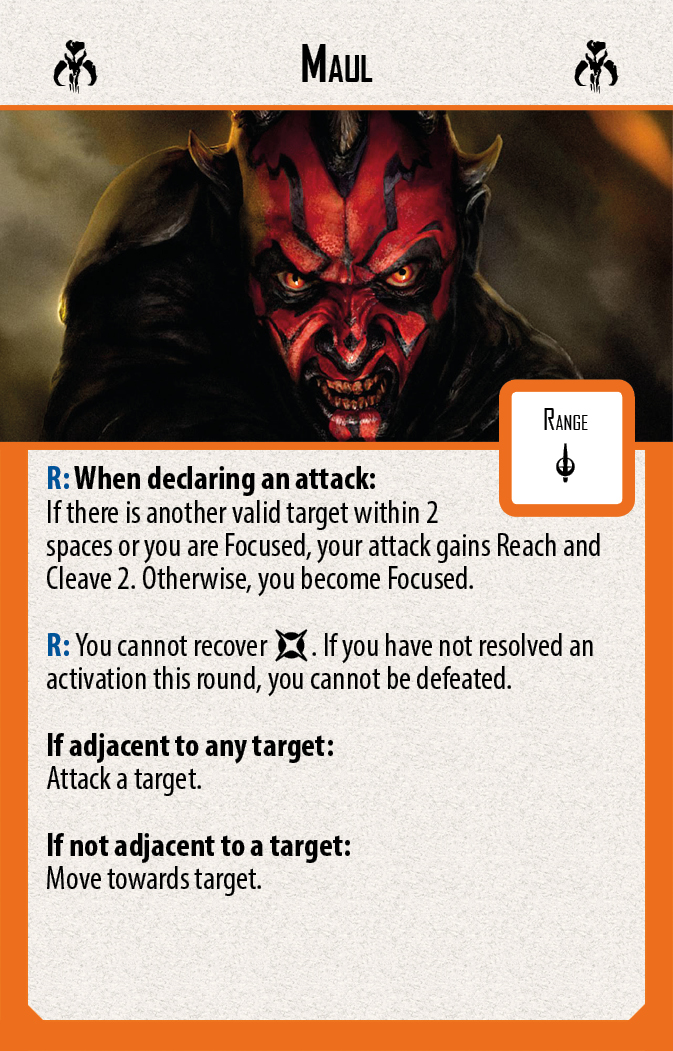 Maul
Range
R: When declaring an attack:
If there is another valid target within 2
spaces or you are Focused, your attack gains Reach and
Cleave 2. Otherwise, you become Focused.
R: You cannot recover . If you have not resolved an
activation this round, you cannot be defeated.
If adjacent to any target:
Attack a target.
If not adjacent to a target:
Move towards target.